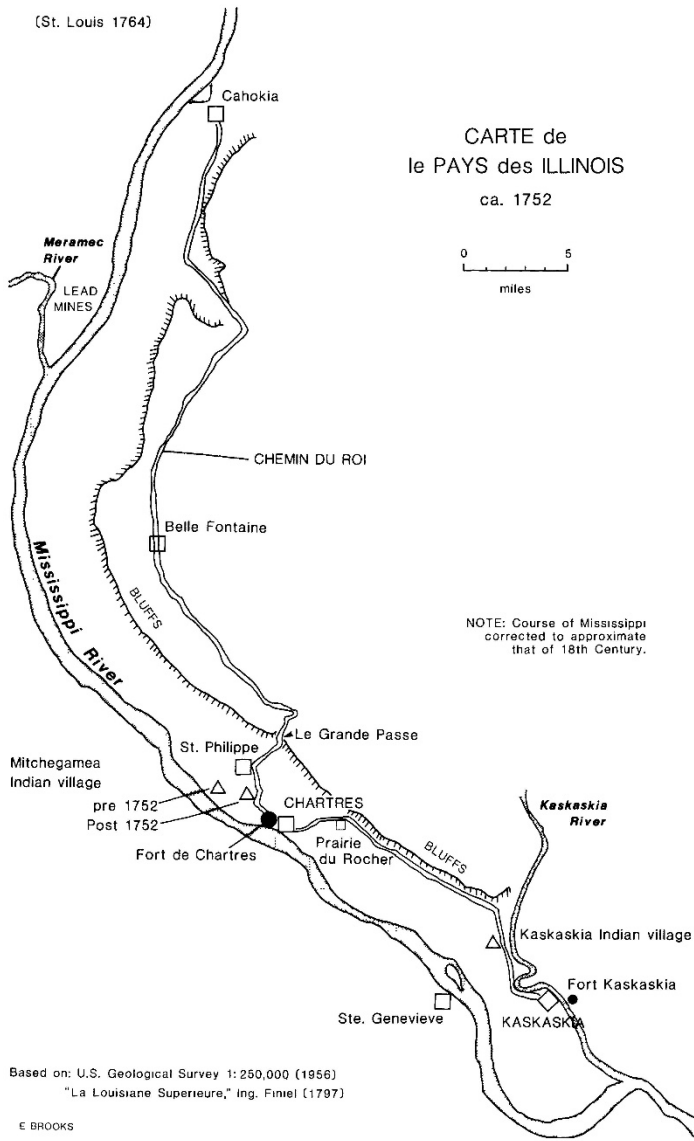 (St. Louis 1764)
Cahokia
CARTE de
le PAYS des ILLINOIS
ca. 1752
0 5
miles
Meramec
River
LEAD
MINES
CHEMIN DU ROI
Belle Fontaine
Mississippi River
BLUFFS
NOTE: Course of Mississippi
corrected to approximate
that of 18th Century.
Le Grande Passe
St. Philippe
Mitchegamea
Indian village
pre 1752
Post 1752
CHARTRES
Fort de Chartres
Prairie
du Rocher
BLUFFS
Kaskaskia
River
Kaskaskia Indian village
Fort Kaskaskia
KASKASKIA
Ste. Genevieve
Based on: U.S. Geological Survey 1:250,000 (1956)
"La Louisiane Superieure," Ing. Finiel (1797)
E BROOKS